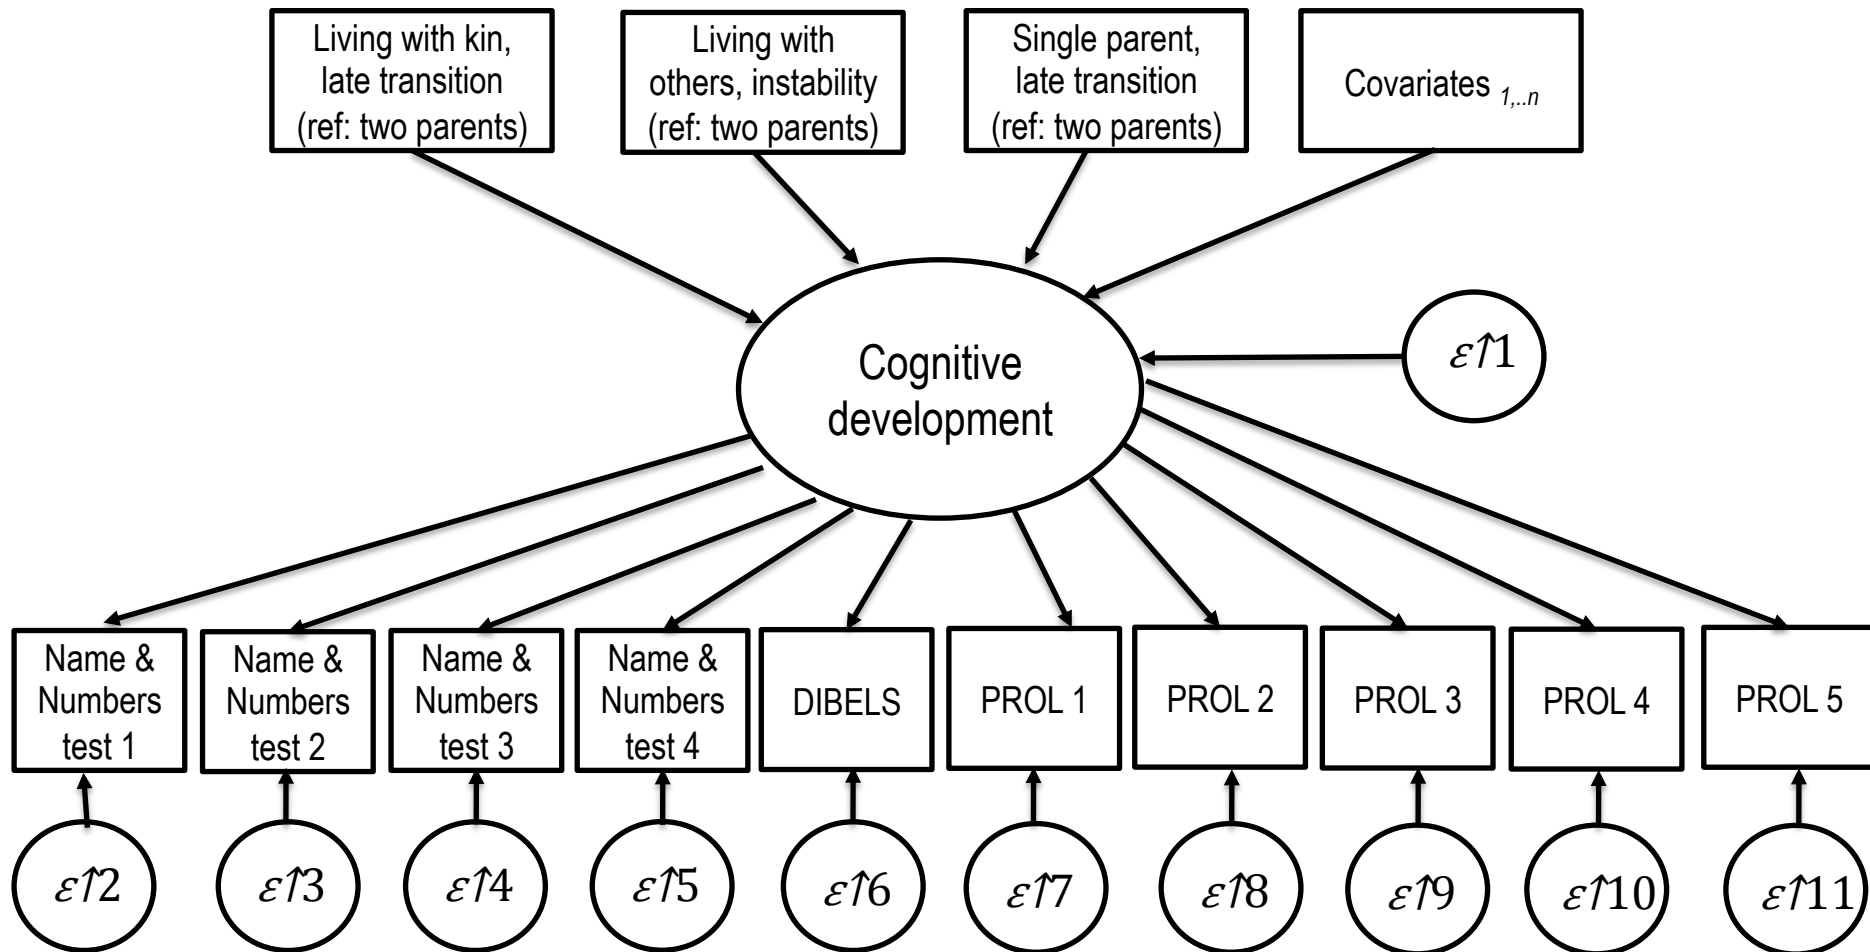 Living with kin,
late transition
(ref: two parents)
Living with
others, instability
(ref: two parents)
Single parent,
late transition
(ref: two parents)
Covariates 1,..n
Cognitive
development
ε↑1
Name &
Numbers
test 1
Name &
Numbers
test 2
Name &
Numbers
test 3
Name &
Numbers
test 4
DIBELS
PROL 1
PROL 2
PROL 3
PROL 4
PROL 5
ε↑2
ε↑3
ε↑4
ε↑5
ε↑6
ε↑7
ε↑8
ε↑9
ε↑10
ε↑11